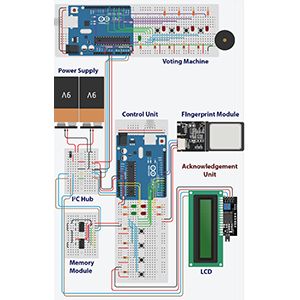 Voting Machine
Power Supply
9V
9V
Control Unit
FIngerprint Module
I²C Hub
Acknowledgement
Unit
Memory
Module
LCD